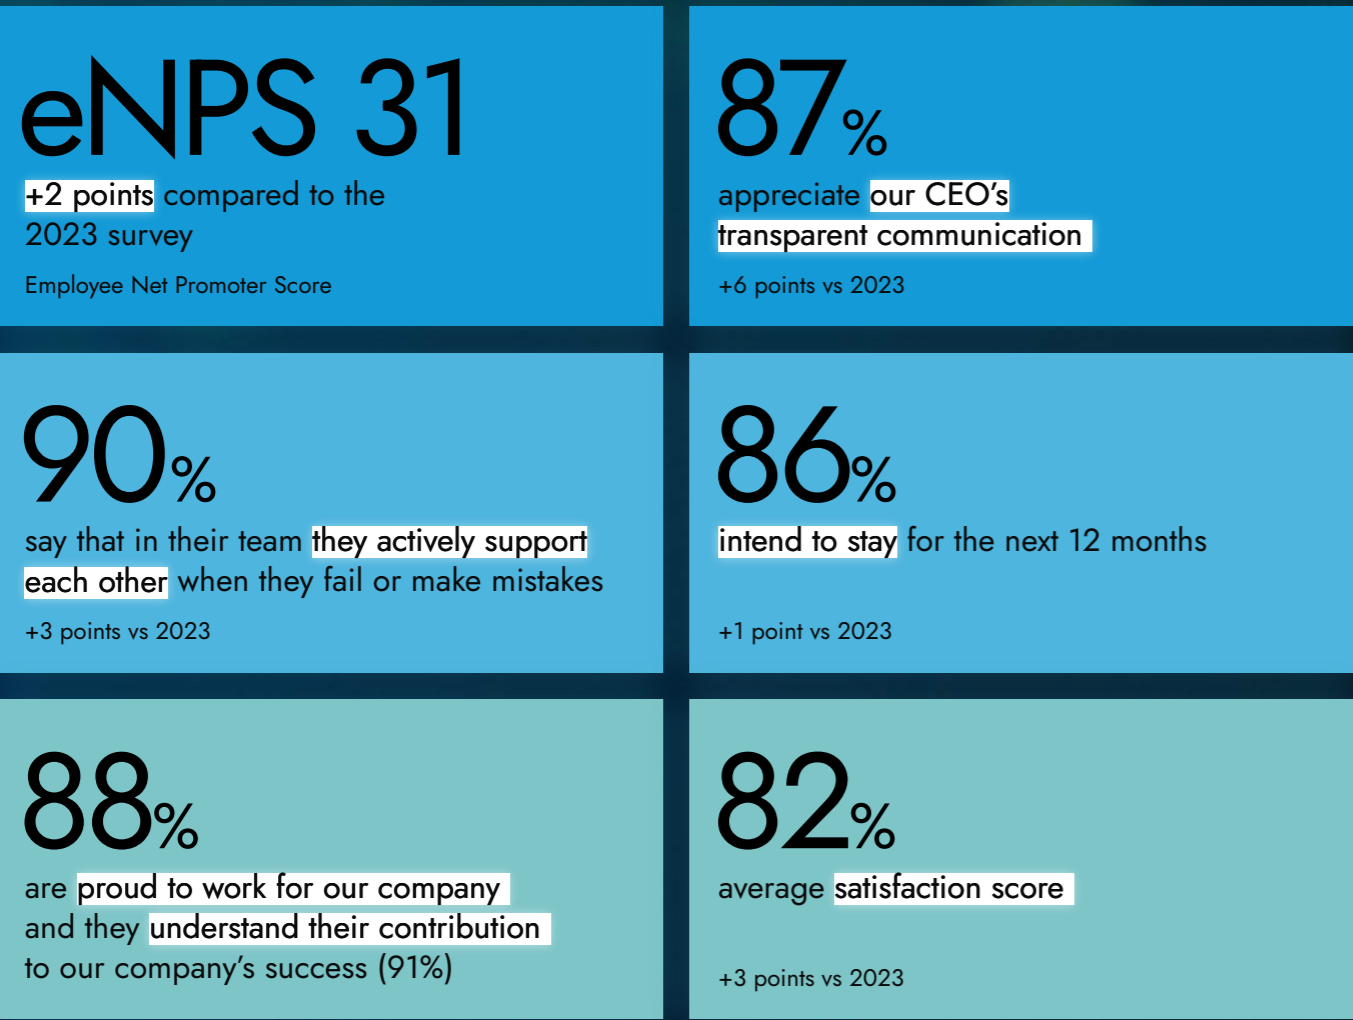 eNPS 31
+2 points compared to the
2023 survey
Employee Net Promoter Score
87%
appreciate our CEO’s
transparent communication
+6 points vs 2023
90%
say that in their team they actively support
each other when they fail or make mistakes
+3 points vs 2023
86%
intend to stay for the next 12 months
+1 point vs 2023
88%
are proud to work for our company
and they understand their contribution
to our company’s success (91%)
82%
average satisfaction score
+3 points vs 2023